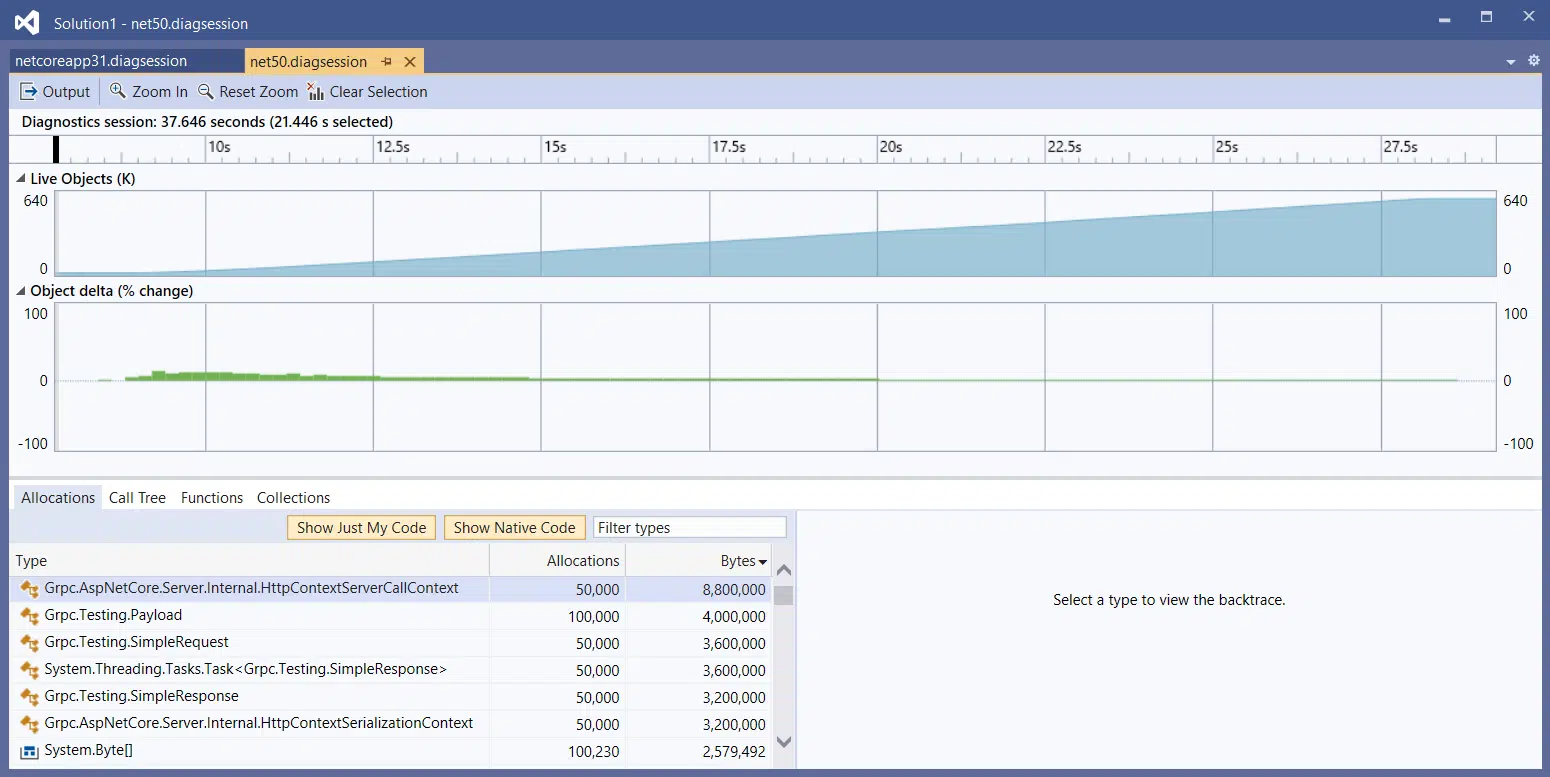 Solution1 - net50.diagsession
netcoreapp31.diagsession net50.diagsession
Output Zoom In Reset Zoom Clear Selection
Diagnostics session: 37.646 seconds (21.446 s selected)
10s 12.5s 15s 17.5s 20s 22.5s 25s 27.5s
Live Objects (K)
640 640
0 0
Object delta (% change)
100 100
0 0
-100 -100
Allocations Call Tree Functions Collections
Show Just My Code Show Native Code Filter types
Type Allocations Bytes
Grpc.AspNetCore.Server.Internal.HttpContextServerCallContext 50,000 8,800,000
Select a type to view the backtrace.
Grpc.Testing.Payload 100,000 4,000,000
Grpc.Testing.SimpleRequest 50,000 3,600,000
System.Threading.Tasks.Task<Grpc.Testing.SimpleResponse> 50,000 3,600,000
Grpc.Testing.SimpleResponse 50,000 3,200,000
Grpc.AspNetCore.Server.Internal.HttpContextSerializationContext 50,000 3,200,000
System.Byte[] 100,230 2,579,492